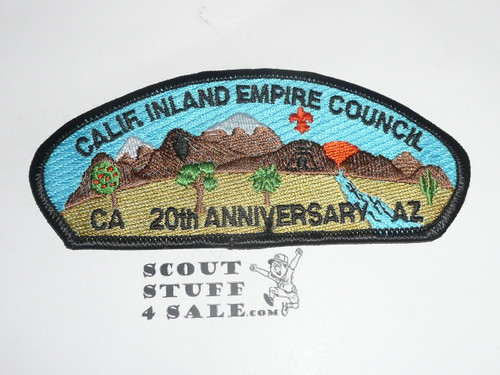 CALIF. INLAND EMPIRE COUNCIL
CA 20th ANNIVERSARY AZ
SCOUT
STUFF
4 SALE.com